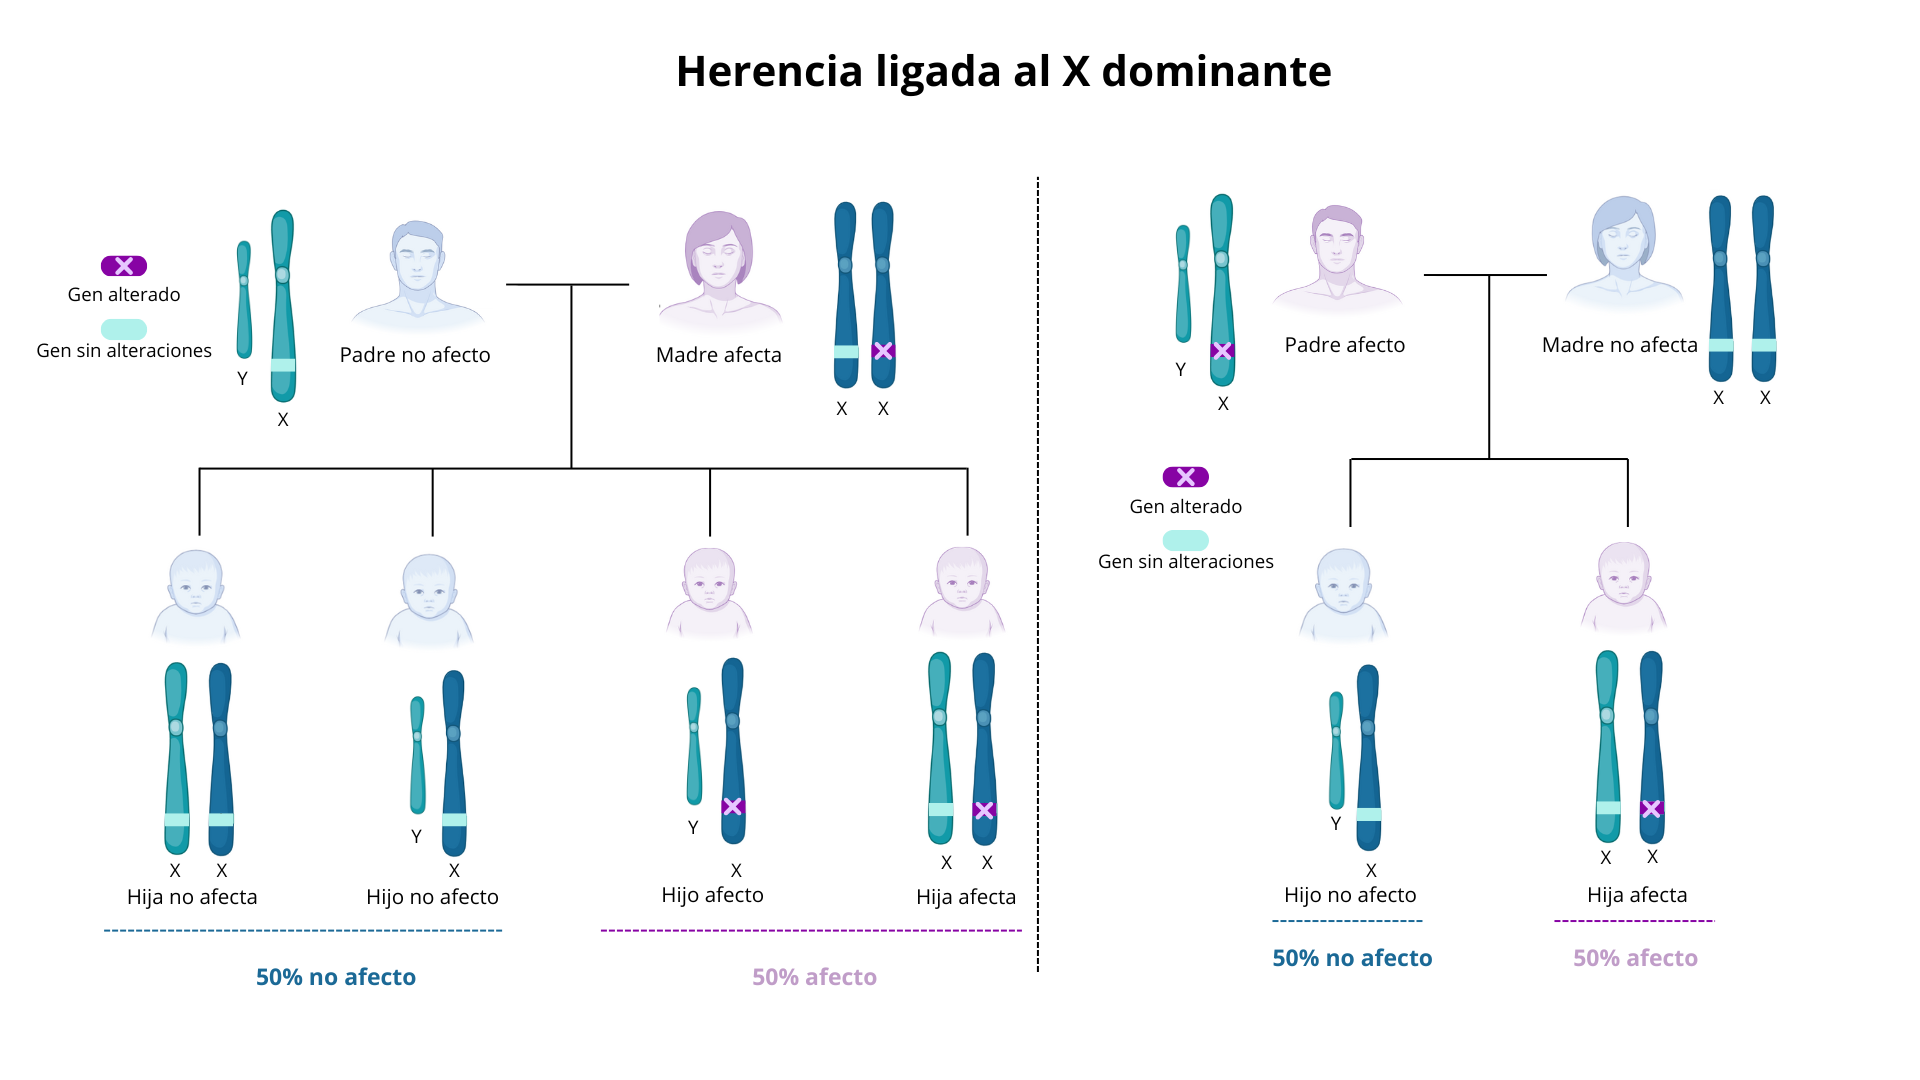 Herencia ligada al X dominante
Gen alterado
Gen sin alteraciones
Y
X
Padre no afecto
Madre afecta
X X
Hija no afecta
X X
Hijo no afecto
Y
X
Hijo afecto
Y
X
Hija afecta
X X
50% no afecto
50% afecto
Y
X
Padre afecto
Madre no afecta
X X
Gen alterado
Gen sin alteraciones
Y
X
Hijo no afecto
X X
Hija afecta
50% no afecto
50% afecto